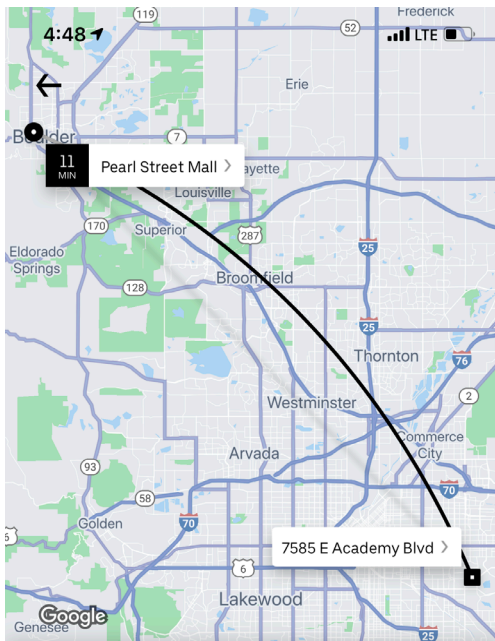 Frederick
119
4:48
52
LTE
Erie
Boulder
7
11
MIN
Pearl Street Mall
ayette
Louisville
170
Superior
287
25
Eldorado
Springs
Broomfield
128
25
Thornton
76
Westminster
2
Commerce
City
Arvada
93
70
58
Golden
70
6
7585 E Academy Blvd
6
Lakewood
Google
Genesee
25